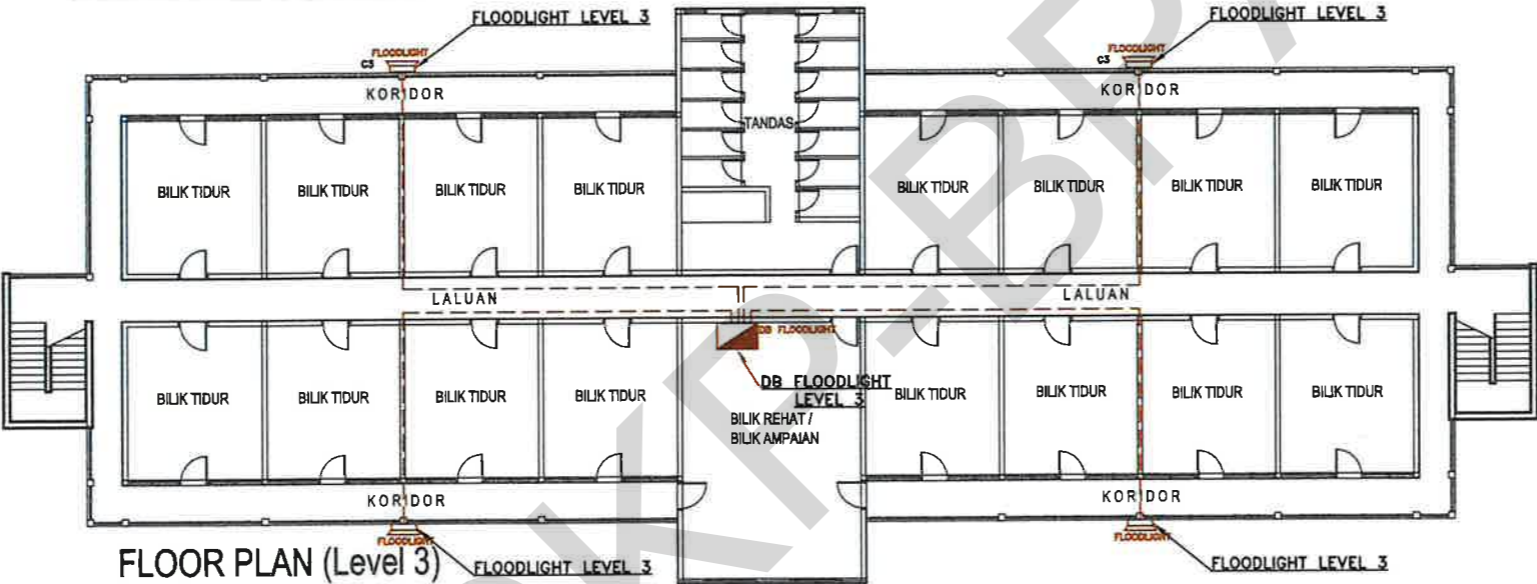 FLOODLIGHT LEVEL 3
FLOODLIGHT LEVEL 3
FLOODLIGHT
FLOODLIGHT
C3
C3
KORIDOR
KORIDOR
TANDAS
BILIK TIDUR
BILIK TIDUR
BILIK TIDUR
BILIK TIDUR
BILIK TIDUR
BILIK TIDUR
BILIK TIDUR
BILIK TIDUR
LALUAN
LALUAN
DB FLOODLIGHT
DB FLOODLIGHT
LEVEL 3
BILIK TIDUR
BILIK TIDUR
BILIK TIDUR
BILIK TIDUR
BILIK TIDUR
BILIK TIDUR
BILIK TIDUR
BILIK TIDUR
BILIK REHAT /
BILIK AMPAIAN
KORIDOR
KORIDOR
FLOODLIGHT
FLOODLIGHT
FLOOR PLAN (Level 3)
FLOODLIGHT LEVEL 3
FLOODLIGHT LEVEL 3